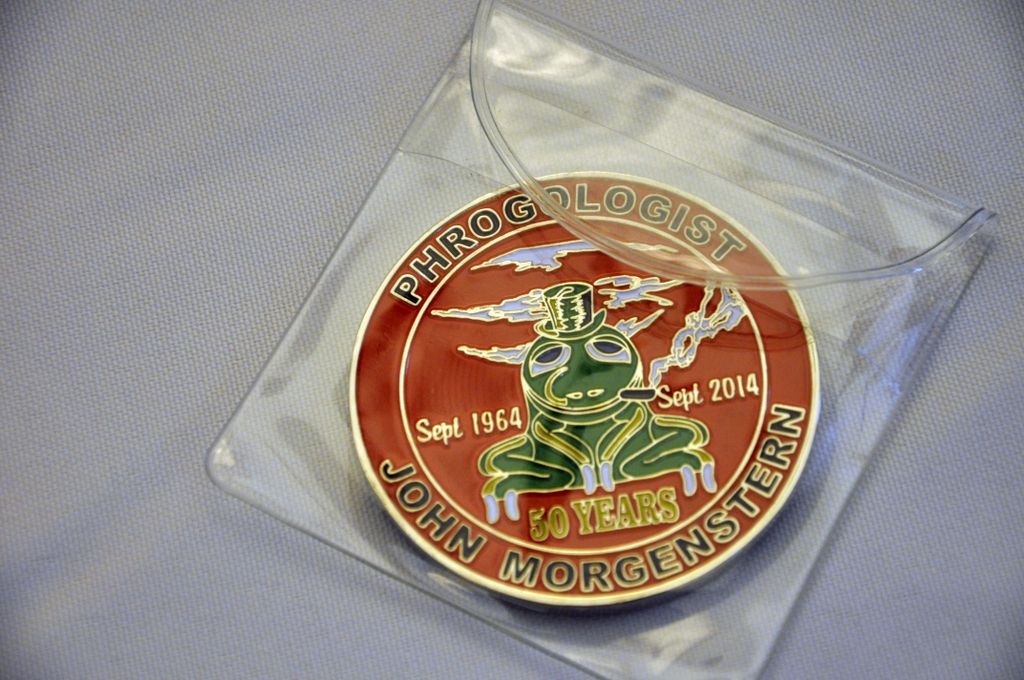 PHROGOLOGIST
Sept 1964
Sept 2014
50 YEARS
JOHN MORGENSTERN